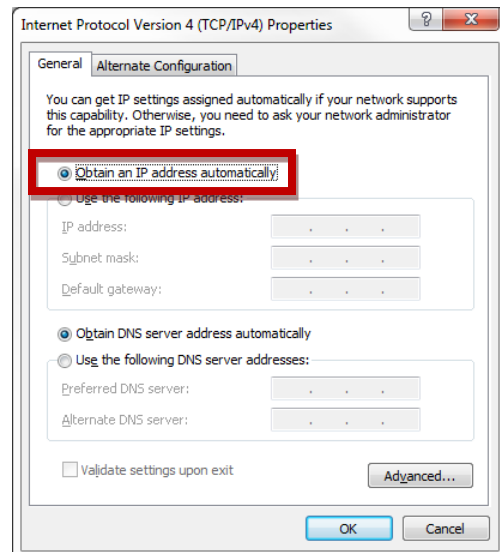 Internet Protocol Version 4 (TCP/IPv4) Properties
General
Alternate Configuration
You can get IP settings assigned automatically if your network supports
this capability. Otherwise, you need to ask your network administrator
for the appropriate IP settings.
Obtain an IP address automatically
Use the following IP address:
IP address:
Subnet mask:
Default gateway:
Obtain DNS server address automatically
Use the following DNS server addresses:
Preferred DNS server:
Alternate DNS server:
Validate settings upon exit
Advanced...
OK
Cancel